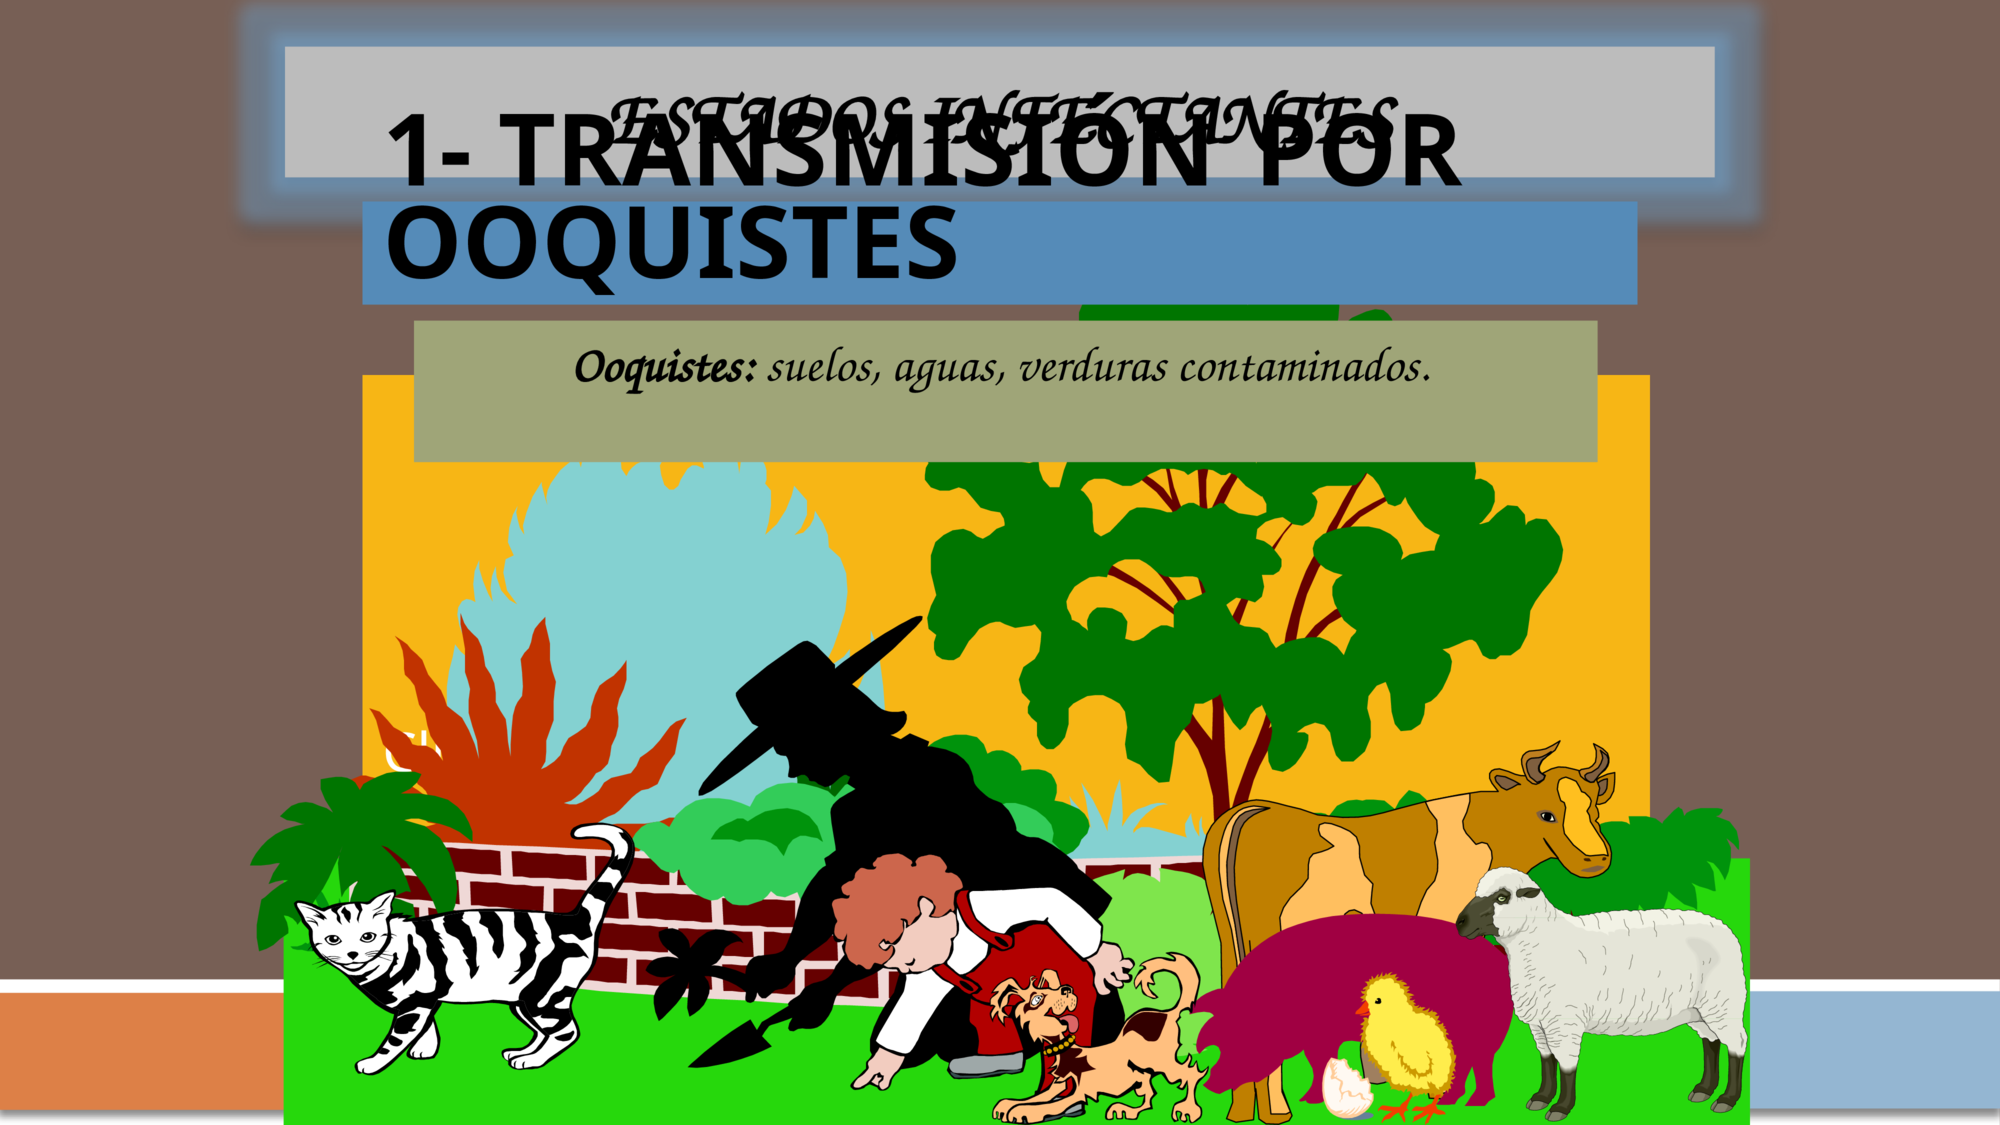 ESTADOS INFECTANTES
1- TRANSMISIÓN POR
OOQUISTES
Ooquistes: suelos, aguas, verduras contaminados.